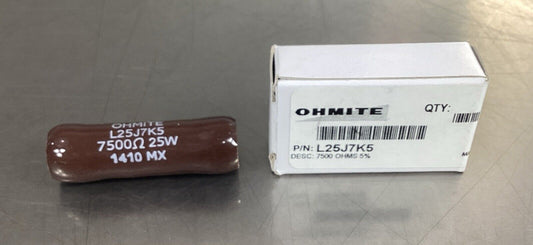 OHMITE
L25J7K5
7500Ω 25W
1410 MX
OHMITE QTY:
P/N: L25J7K5
DESC: 7500 OHMS 5%